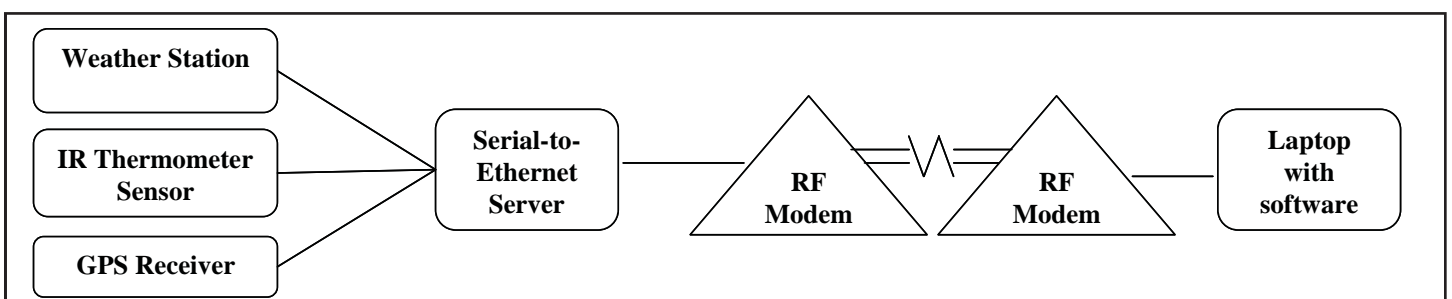 Weather Station
IR Thermometer
Sensor
GPS Receiver
Serial-to-
Ethernet
Server
RF
Modem
RF
Modem
Laptop
with
software